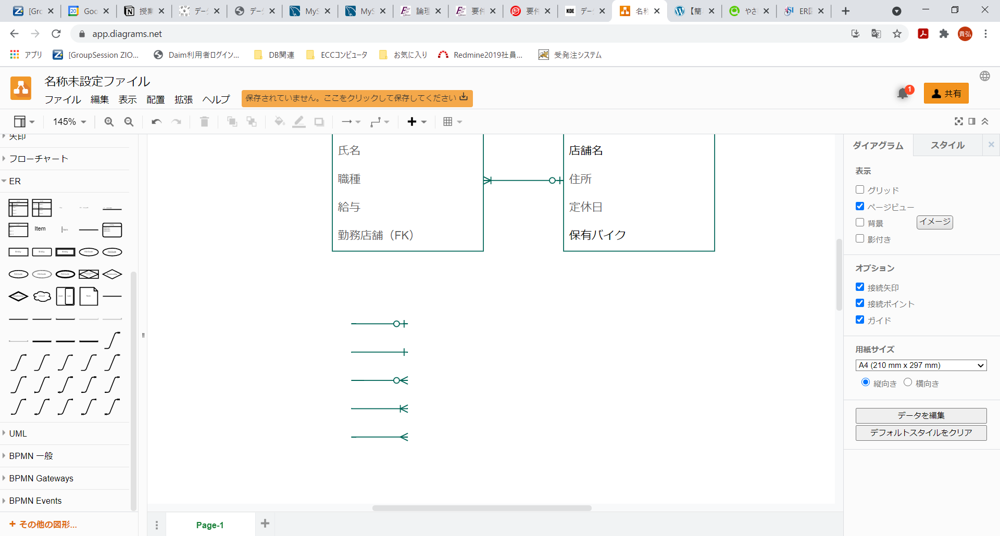 [Gro
Goo
授業
デー
デー
MyS
MyS
論理
要件
要件
KDE
デー
名称
【簡
やさ
ER図
app.diagrams.net
貴弘
アプリ
[GroupSession ZIO...
Daim利用者ログイン...
DB関連
ECCコンピュータ
お気に入り
Redmine2019社員...
受発注システム
名称未設定ファイル
ファイル 編集 表示 配置 拡張 ヘルプ
保存されていません。ここをクリックして保存してください
1
共有
145%
矢印
フローチャート
ER
Item
UML
BPMN 一般
BPMN Gateways
BPMN Events
+ その他の図形...
氏名
職種
給与
勤務店舗（FK）
店舗名
住所
定休日
保有バイク
Page-1
ダイアグラム
スタイル
表示
グリッド
ページビュー
背景
イメージ
影付き
オプション
接続矢印
接続ポイント
ガイド
用紙サイズ
A4 (210 mm x 297 mm)
縦向き 横向き
データを編集
デフォルトスタイルをクリア